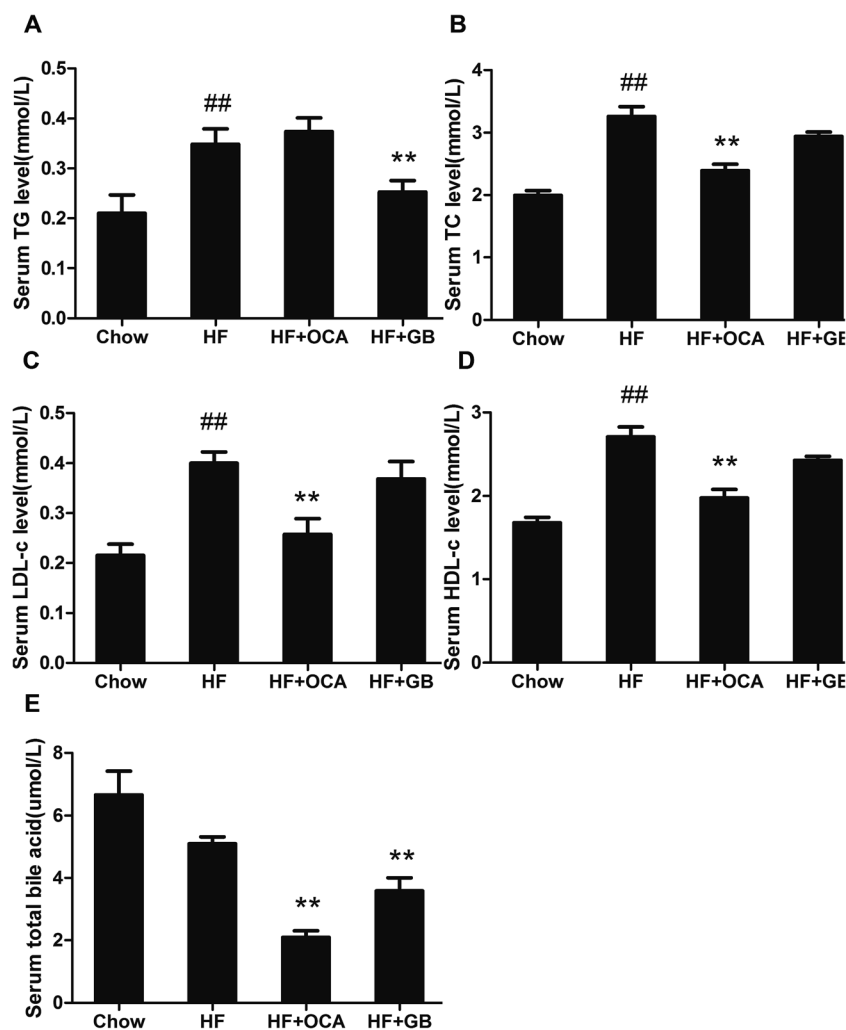 A
Serum TG level(mmol/L)
0.5
0.4
0.3
0.2
0.1
0.0
##
**
Chow HF HF+OCA HF+GB
B
Serum TC level(mmol/L)
4
3
2
1
0
##
**
Chow HF HF+OCA HF+GB
C
Serum LDL-c level(mmol/L)
0.5
0.4
0.3
0.2
0.1
0.0
##
**
Chow HF HF+OCA HF+GB
D
Serum HDL-c level(mmol/L)
3
2
1
0
##
**
Chow HF HF+OCA HF+GB
E
Serum total bile acid(umol/L)
8
6
4
2
0
**
**
Chow HF HF+OCA HF+GB